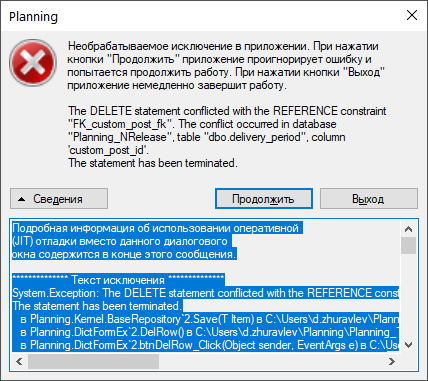 Planning
Необрабатываемое исключение в приложении. При нажатии
кнопки "Продолжить" приложение проигнорирует ошибку и
попытается продолжить работу. При нажатии кнопки "Выход"
приложение немедленно завершит работу.
The DELETE statement conflicted with the REFERENCE constraint
"FK_custom_post_fk". The conflict occurred in database
"Planning_NRelease", table "dbo.delivery_period", column
'custom_post_id'.
The statement has been terminated.
Сведения
Продолжить
Выход
Подробная информация об использовании оперативной
(JIT) отладки вместо данного диалогового
окна содержится в конце этого сообщения.
************** Текст исключения **************
System.Exception: The DELETE statement conflicted with the REFERENCE
The statement has been terminated.
в Planning.Kernel.BaseRepository`2.Save(T Item) в C:\Users\d.zhuravlev\Planning\
в Planning.DictFormEx`2.DelRow() в C:\Users\d.zhuravlev\Planning\Planning_
в Planning.DictFormEx`2.btnDelRow_Click(Object sender, EventArgs e) в C:\Users